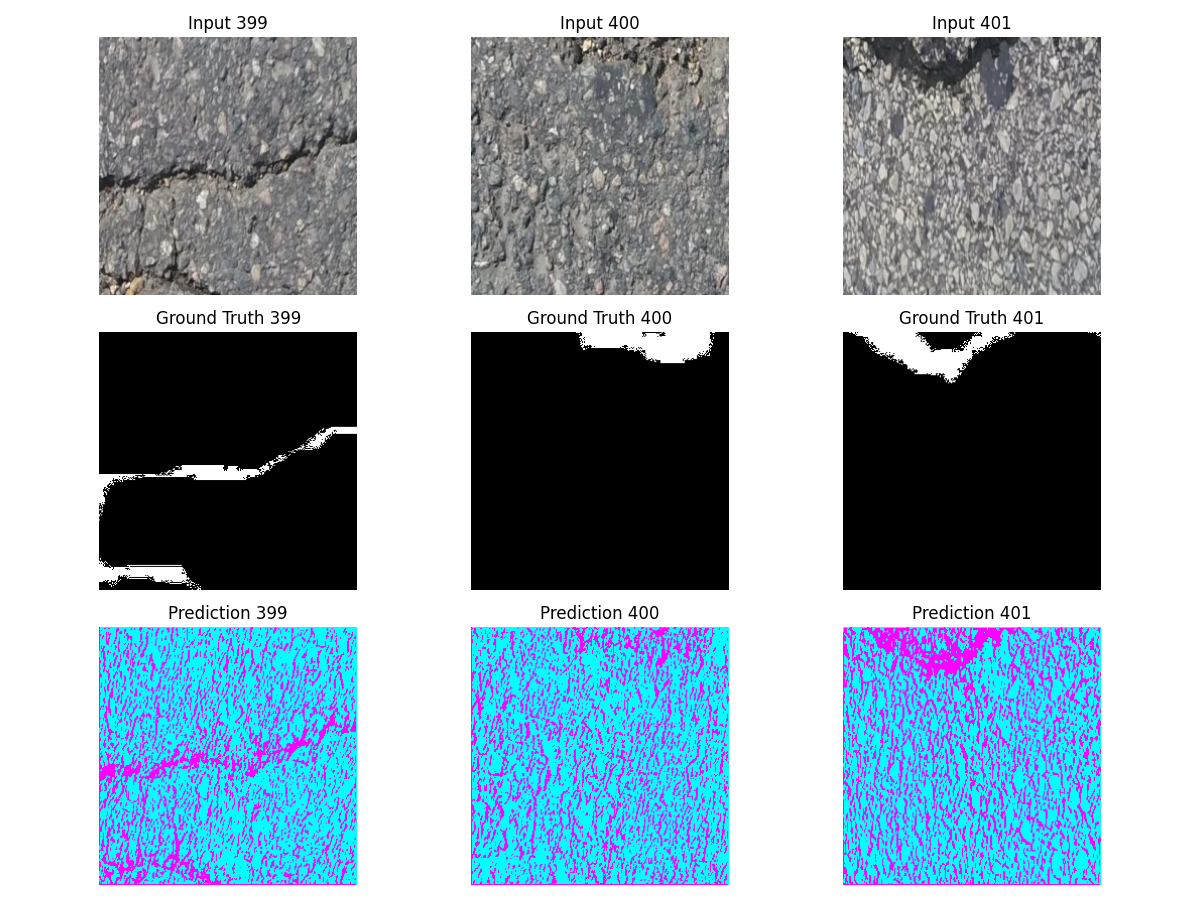 Input 399
Input 400
Input 401
Ground Truth 399
Ground Truth 400
Ground Truth 401
Prediction 399
Prediction 400
Prediction 401